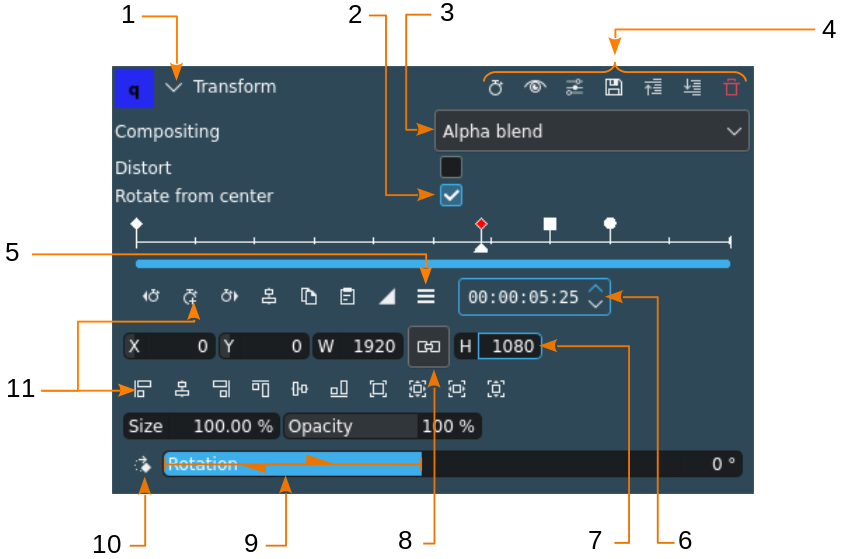 1 2 3 4
q Transform
Compositing Alpha blend
Distort
Rotate from center
5
00:00:05:25
X 0 Y 0 W 1920 H 1080
11
Size 100.00 % Opacity 100 %
Rotation 0 °
10 9 8 7 6